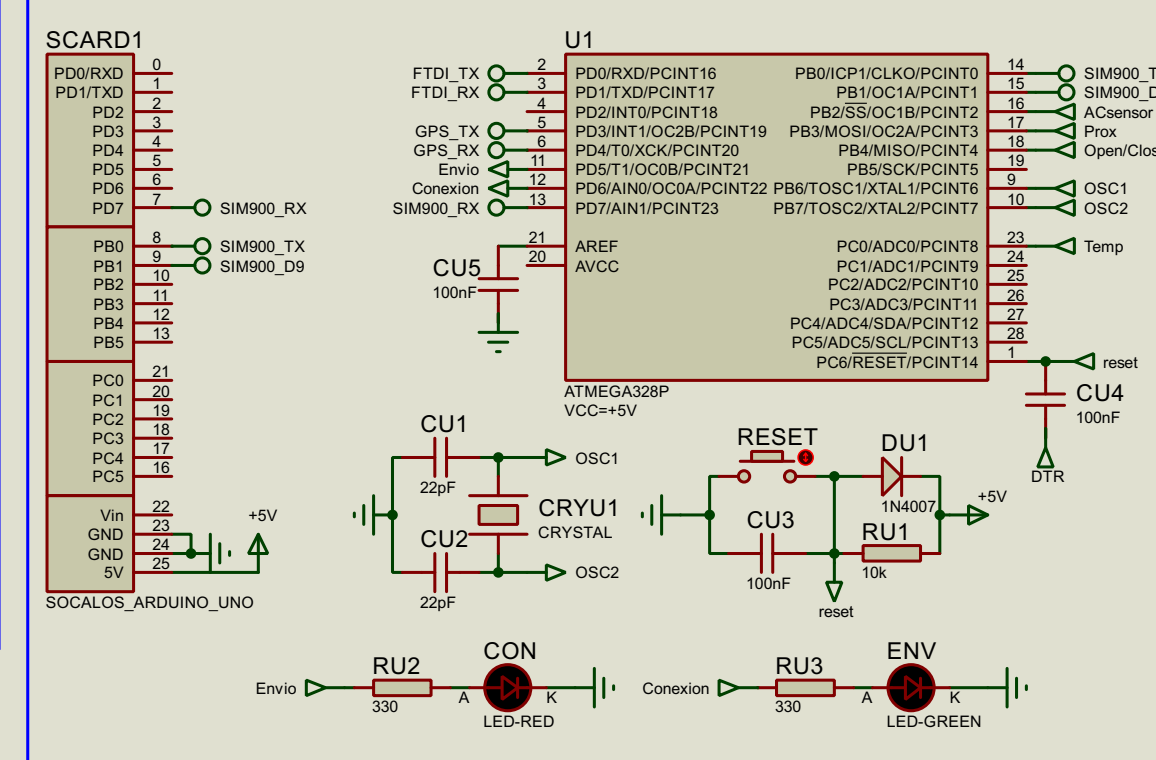 SCARD1
PD0/RXD 0
PD1/TXD 1
PD2 2
PD3 3
PD4 4
PD5 5
PD6 6
PD7 7 SIM900_RX
PB0 8 SIM900_TX
PB1 9 SIM900_D9
PB2 10
PB3 11
PB4 12
PB5 13
PC0 21
PC1 20
PC2 19
PC3 18
PC4 17
PC5 16
Vin 22
GND 23
GND 24
5V 25
+5V
SOCALOS_ARDUINO_UNO
U1
FTDI_TX 2 PD0/RXD/PCINT16 PB0/ICP1/CLKO/PCINT0 14 SIM900_T
FTDI_RX 3 PD1/TXD/PCINT17 PB1/OC1A/PCINT1 15 SIM900_D
4 PD2/INT0/PCINT18 PB2/SS/OC1B/PCINT2 16 ACsensor
GPS_TX 5 PD3/INT1/OC2B/PCINT19 PB3/MOSI/OC2A/PCINT3 17 Prox
GPS_RX 6 PD4/T0/XCK/PCINT20 PB4/MISO/PCINT4 18 Open/Clos
Envio 11 PD5/T1/OC0B/PCINT21 PB5/SCK/PCINT5 19
Conexion 12 PD6/AIN0/OC0A/PCINT22 PB6/TOSC1/XTAL1/PCINT6 9 OSC1
SIM900_RX 13 PD7/AIN1/PCINT23 PB7/TOSC2/XTAL2/PCINT7 10 OSC2
21 AREF PC0/ADC0/PCINT8 23 Temp
20 AVCC PC1/ADC1/PCINT9 24
PC2/ADC2/PCINT10 25
PC3/ADC3/PCINT11 26
PC4/ADC4/SDA/PCINT12 27
PC5/ADC5/SCL/PCINT13 28
PC6/RESET/PCINT14 1 reset
CU5
100nF
ATMEGA328P
VCC=+5V
CU4
100nF
DTR
CU1
22pF
OSC1
CRYU1
CRYSTAL
CU2
22pF
OSC2
RESET
DU1
1N4007
+5V
CU3
100nF
RU1
10k
reset
Envio
RU2
330
CON
A K
LED-RED
Conexion
RU3
330
ENV
A K
LED-GREEN